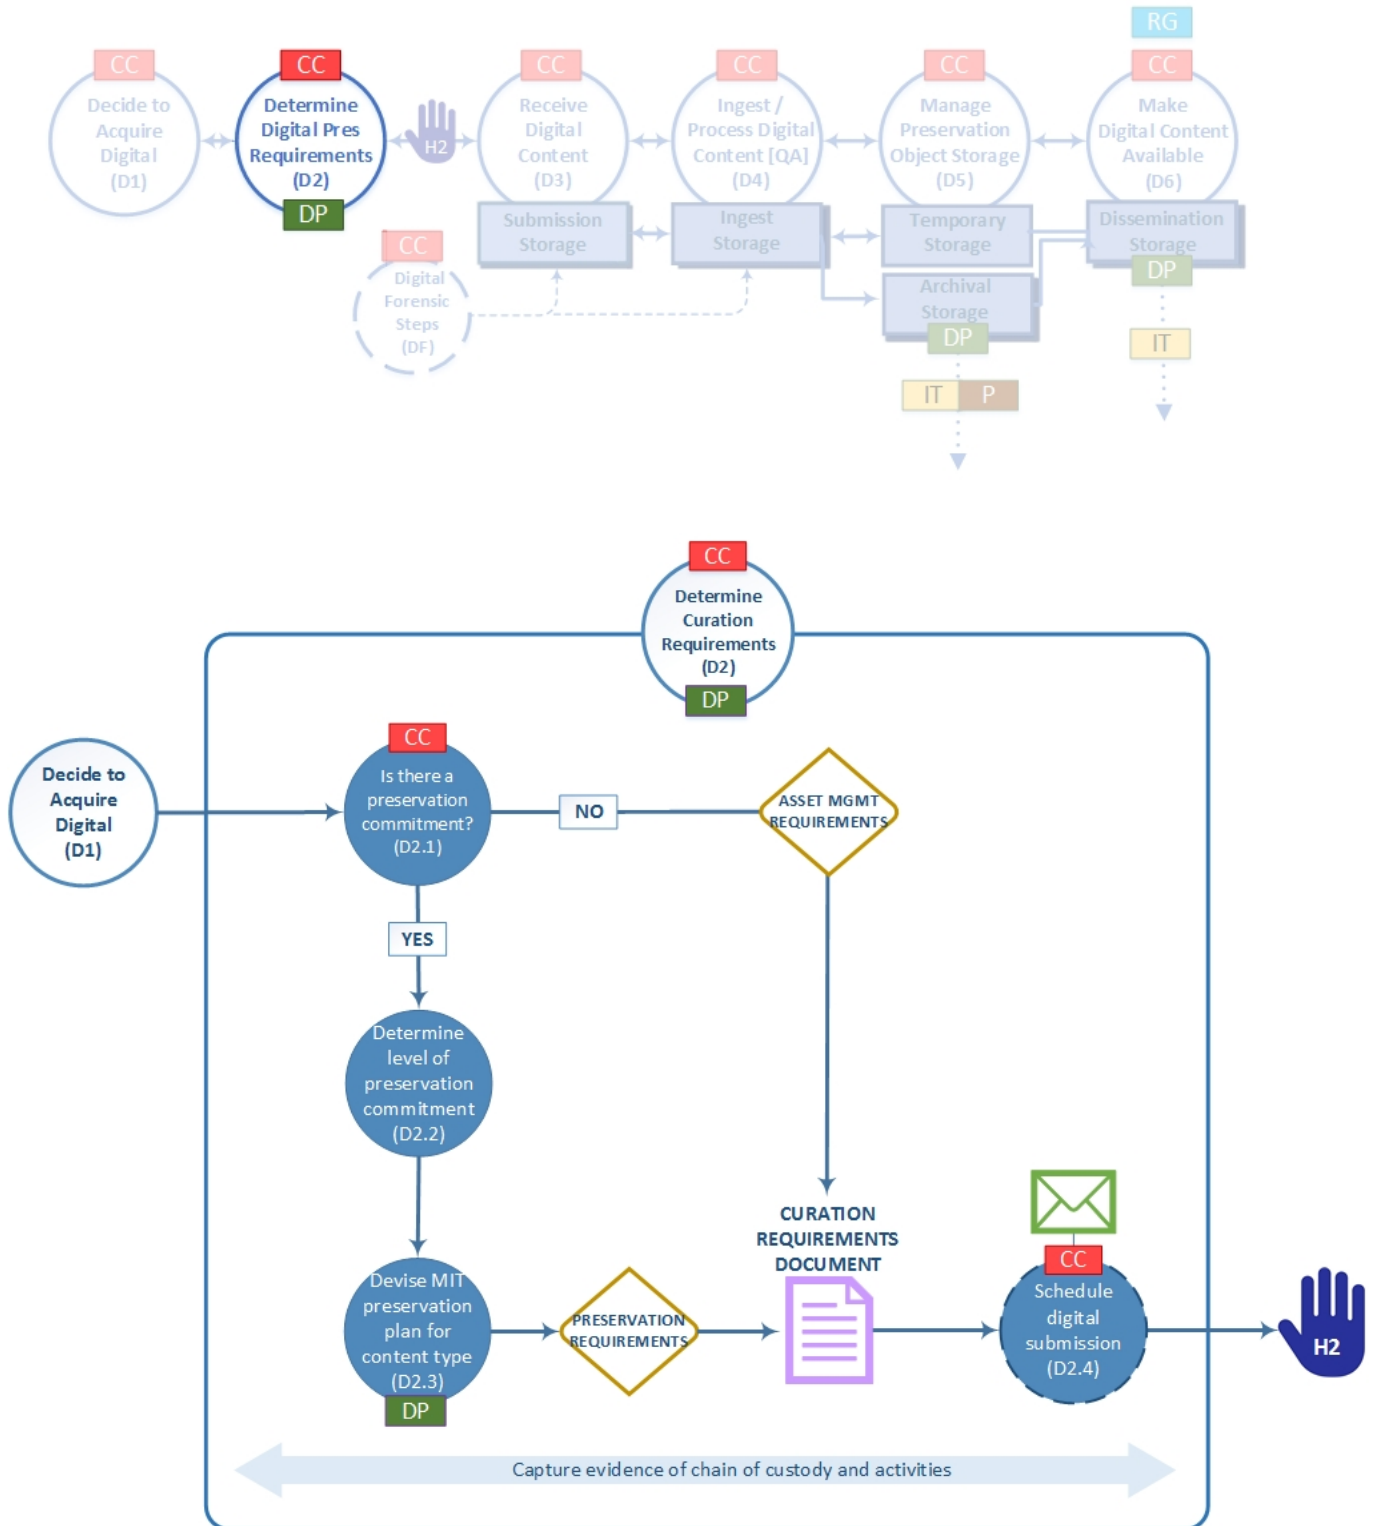 RG
CC
CC
CC
CC
CC
CC
Decide to
Acquire
Digital
(D1)
Determine
Digital Pres
Requirements
(D2)
DP
H2
Receive
Digital
Content
(D3)
Ingest /
Process Digital
Content [QA]
(D4)
Manage
Preservation
Object Storage
(D5)
Make
Digital Content
Available
(D6)
Submission
Storage
Ingest
Storage
Temporary
Storage
Dissemination
Storage
DP
CC
Digital
Forensic
Steps
(DF)
Archival
Storage
DP
IT
IT
P
CC
Determine
Curation
Requirements
(D2)
DP
Decide to
Acquire
Digital
(D1)
CC
Is there a
preservation
commitment?
(D2.1)
NO
ASSET MGMT
REQUIREMENTS
YES
Determine
level of
preservation
commitment
(D2.2)
Devise MIT
preservation
plan for
content type
(D2.3)
DP
PRESERVATION
REQUIREMENTS
CURATION
REQUIREMENTS
DOCUMENT
CC
Schedule
digital
submission
(D2.4)
H2
Capture evidence of chain of custody and activities